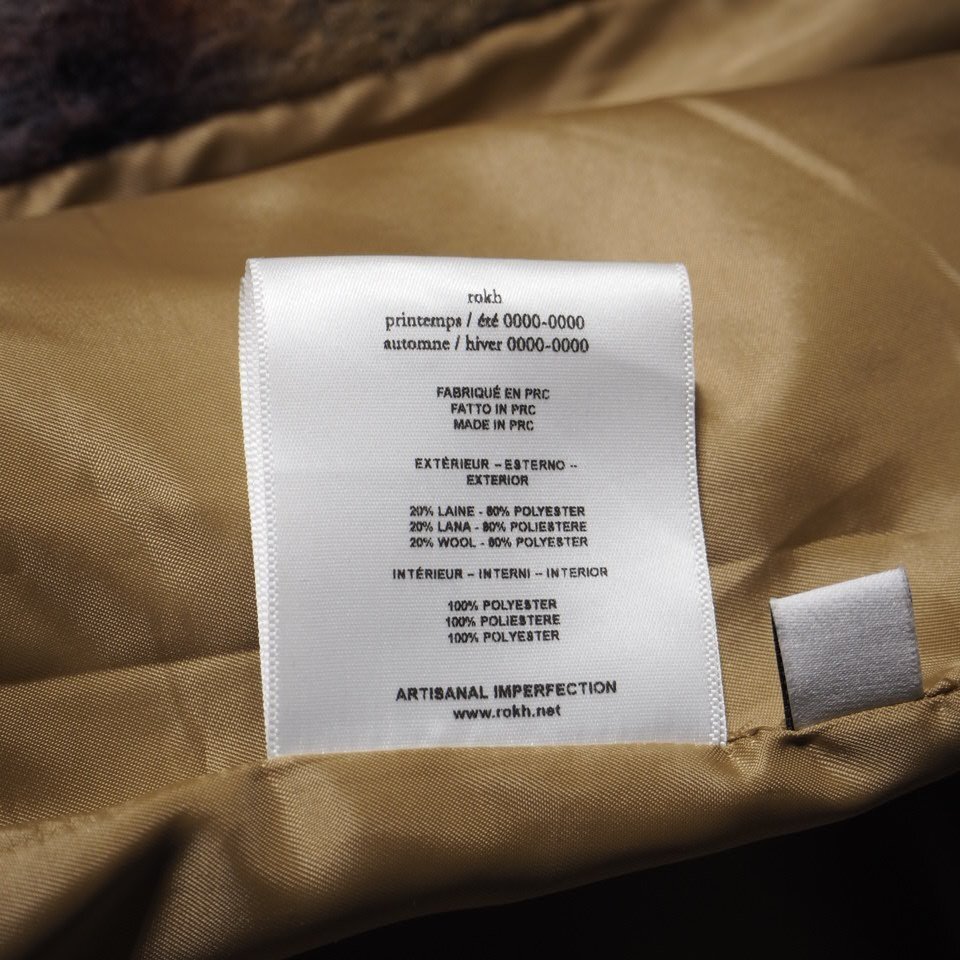 rokh
printemps / été 0000-0000
automne / hiver 0000-0000
FABRIQUÉ EN PRC
FATTO IN PRC
MADE IN PRC
EXTÉRIEUR – ESTERNO –
EXTERIOR
20% LAINE - 80% POLYESTER
20% LANA - 80% POLIESTERE
20% WOOL - 80% POLYESTER
INTÉRIEUR – INTERNI – INTERIOR
100% POLYESTER
100% POLIESTERE
100% POLYESTER
ARTISANAL IMPERFECTION
www.rokh.net